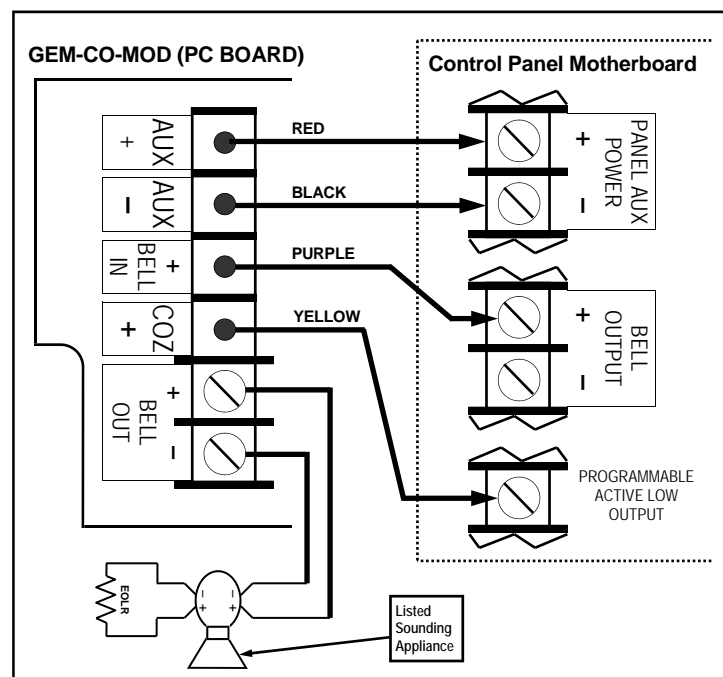 GEM-CO-MOD (PC BOARD)
Control Panel Motherboard
AUX
+
AUX
–
BELL
IN
+
COZ
+
BELL
OUT
+
–
RED
BLACK
PURPLE
YELLOW
+
–
PANEL AUX
POWER
+
–
BELL
OUTPUT
PROGRAMMABLE
ACTIVE LOW
OUTPUT
EOLR
– –
+ +
Listed
Sounding
Appliance